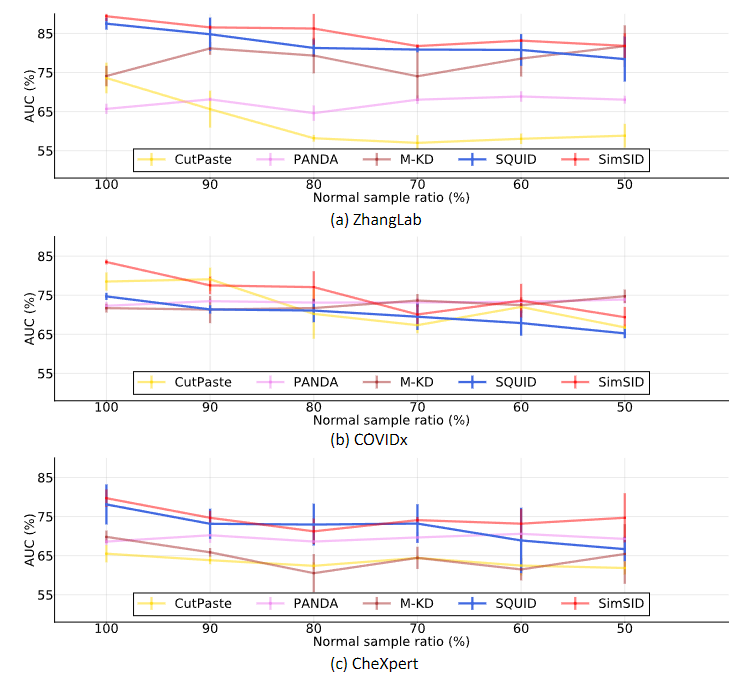 85
75
65
55
AUC (%)
CutPaste PANDA M-KD SQUID SimSID
100 90 80 70 60 50
Normal sample ratio (%)
(a) ZhangLab
85
75
65
55
AUC (%)
CutPaste PANDA M-KD SQUID SimSID
100 90 80 70 60 50
Normal sample ratio (%)
(b) COVIDx
85
75
65
55
AUC (%)
CutPaste PANDA M-KD SQUID SimSID
100 90 80 70 60 50
Normal sample ratio (%)
(c) CheXpert